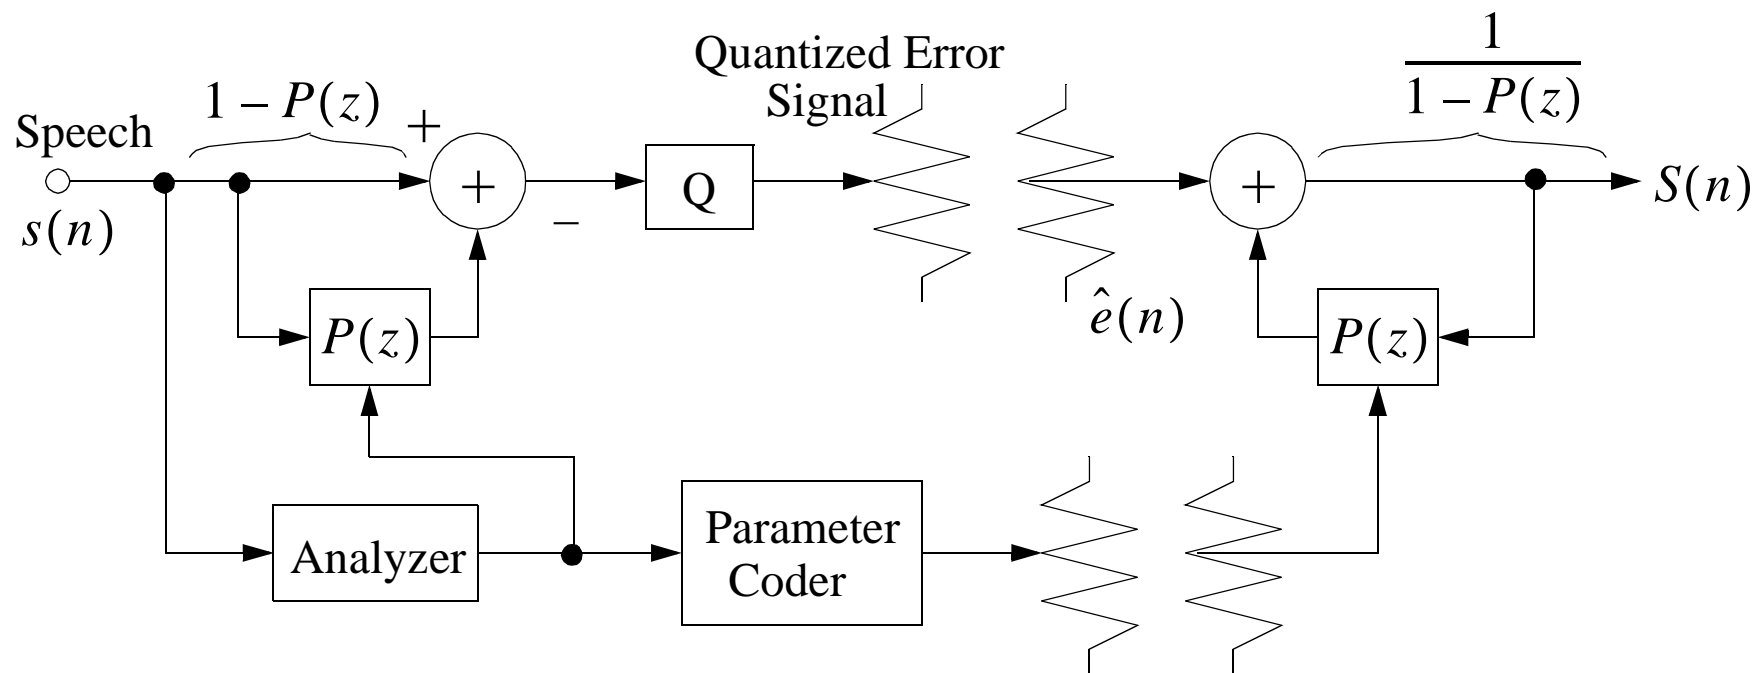 Quantized Error
Signal
1
1 – P(z)
1 – P(z)
+
Speech
+
Q
+
S(n)
s(n)
–
ê(n)
P(z)
P(z)
Analyzer
Parameter
Coder